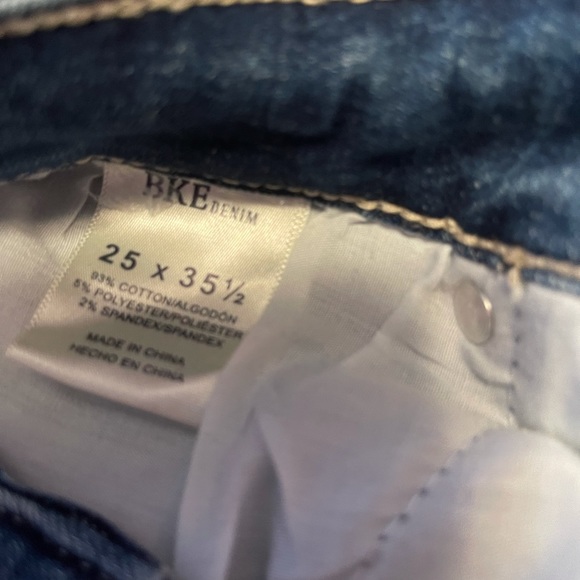 BKE DENIM
25 x 35½
93% COTTON/ALGODÓN
5% POLYESTER/POLIÉSTER
2% SPANDEX/SPANDEX
MADE IN CHINA
HECHO EN CHINA